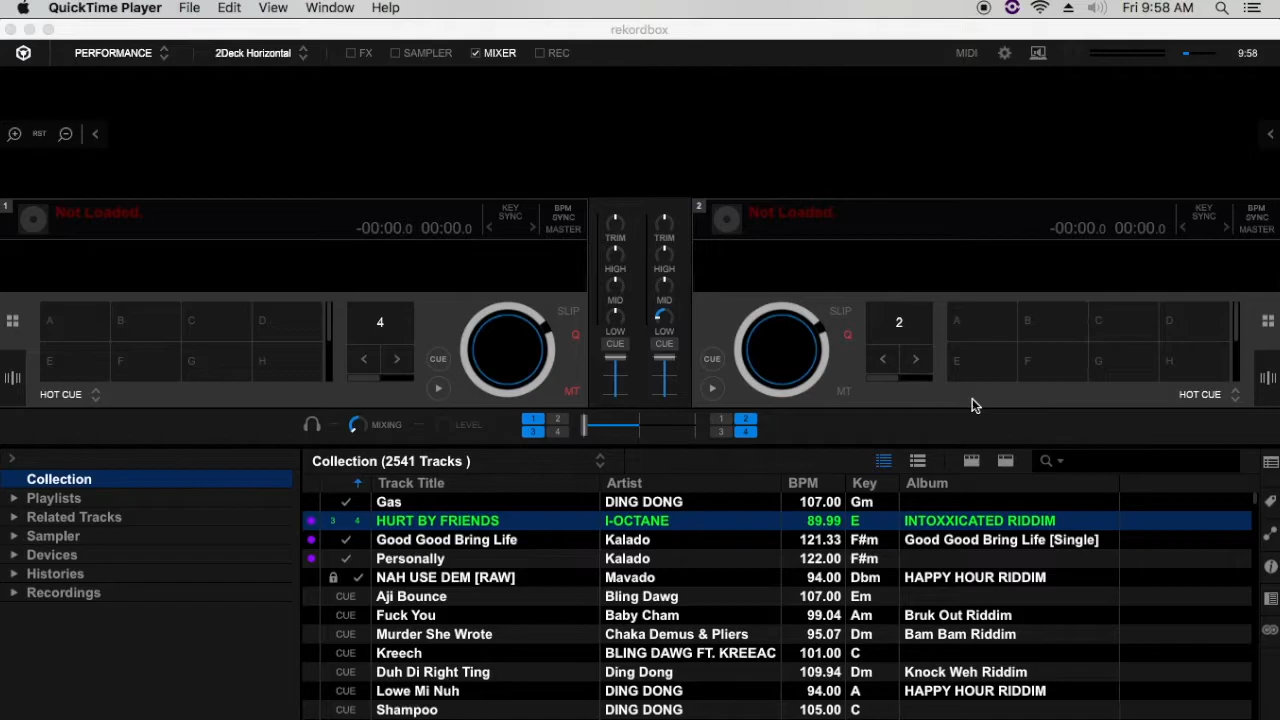 QuickTime Player File Edit View Window Help Fri 9:58 AM
rekordbox
PERFORMANCE 2Deck Horizontal FX SAMPLER MIXER REC MIDI 9:58
RST
1 Not Loaded. -00:00.0 00:00.0 KEY SYNC BPM SYNC MASTER
2 Not Loaded. -00:00.0 00:00.0 KEY SYNC BPM SYNC MASTER
TRIM TRIM
HIGH HIGH
MID MID
LOW LOW
CUE CUE
A B C D 4 SLIP SLIP 2 A B C D
Q Q
E F G H CUE CUE E F G H
MT MT
HOT CUE HOT CUE
MIXING LEVEL 1 2 1 2
3 4 3 4
Collection (2541 Tracks )
Collection
Playlists
Related Tracks
Sampler
Devices
Histories
Recordings
Track Title Artist BPM Key Album
Gas DING DONG 107.00 Gm
3 4 HURT BY FRIENDS I-OCTANE 89.99 E INTOXXICATED RIDDIM
Good Good Bring Life Kalado 121.33 F#m Good Good Bring Life [Single]
Personally Kalado 122.00 F#m
NAH USE DEM [RAW] Mavado 94.00 Dbm HAPPY HOUR RIDDIM
CUE Aji Bounce Bling Dawg 107.00 Em
CUE Fuck You Baby Cham 99.04 Am Bruk Out Riddim
CUE Murder She Wrote Chaka Demus & Pliers 95.07 Dm Bam Bam Riddim
CUE Kreech BLING DAWG FT. KREEAC 101.00 C
CUE Duh Di Right Ting Ding Dong 109.94 Dm Knock Weh Riddim
CUE Lowe Mi Nuh DING DONG 94.00 A HAPPY HOUR RIDDIM
CUE Shampoo DING DONG 105.00 C